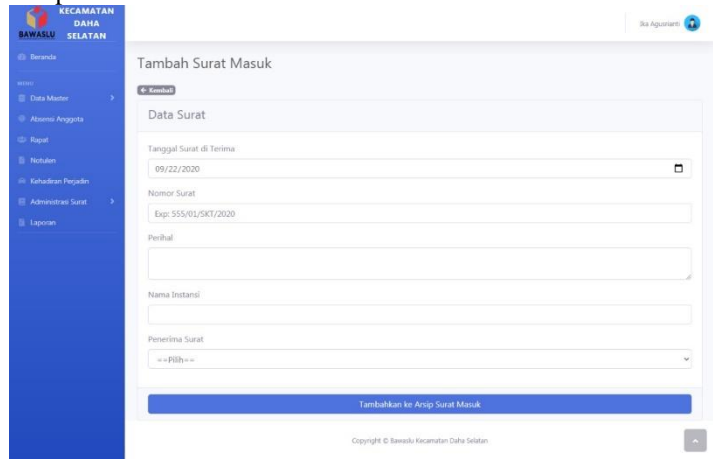 KECAMATAN
DAHA
SELATAN
BAWASLU
Ika Agusrianti
Beranda
MENU
Data Master
Absensi Anggota
Rapat
Notulen
Kehadiran Perjadin
Administrasi Surat
Laporan
Tambah Surat Masuk
Kembali
Data Surat
Tanggal Surat di Terima
09/22/2020
Nomor Surat
Exp: 555/01/SKT/2020
Perihal
Nama Instansi
Penerima Surat
==Pilih==
Tambahkan ke Arsip Surat Masuk
Copyright © Bawaslu Kecamatan Daha Selatan